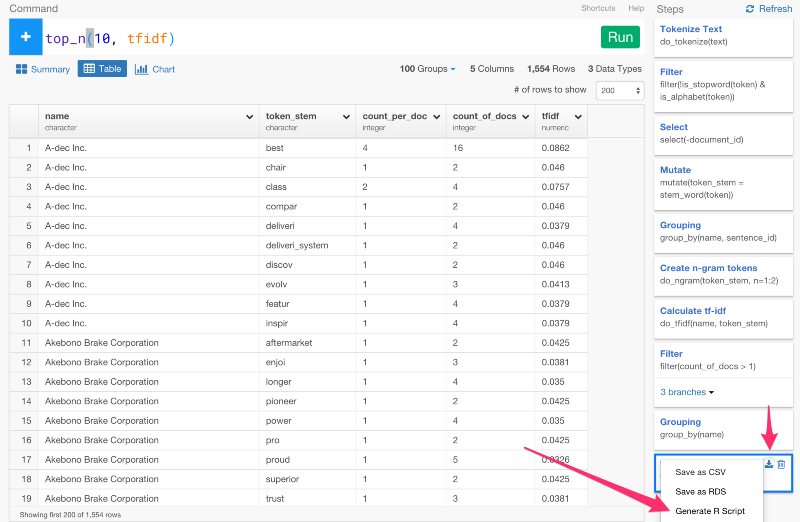 Command
Shortcuts Help
+ top_n(10, tfidf)
Run
Summary Table Chart
100 Groups 5 Columns 1,554 Rows 3 Data Types
# of rows to show 200
name token_stem count_per_doc count_of_docs tfidf
character character integer integer numeric
1 A-dec Inc. best 4 16 0.0862
2 A-dec Inc. chair 1 2 0.046
3 A-dec Inc. class 2 4 0.0757
4 A-dec Inc. compar 1 2 0.046
5 A-dec Inc. deliveri 1 4 0.0379
6 A-dec Inc. deliveri_system 1 2 0.046
7 A-dec Inc. discov 1 2 0.046
8 A-dec Inc. evolv 1 3 0.0413
9 A-dec Inc. featur 1 4 0.0379
10 A-dec Inc. inspir 1 4 0.0379
11 Akebono Brake Corporation aftermarket 1 2 0.0425
12 Akebono Brake Corporation enjoi 1 3 0.0381
13 Akebono Brake Corporation longer 1 4 0.035
14 Akebono Brake Corporation pioneer 1 2 0.0425
15 Akebono Brake Corporation power 1 4 0.035
16 Akebono Brake Corporation pro 1 2 0.0425
17 Akebono Brake Corporation proud 1 5
18 Akebono Brake Corporation superior 1 2 0.0425
19 Akebono Brake Corporation trust 1 3 0.0381
Showing first 200 of 1,554 rows
Steps Refresh
Tokenize Text
do_tokenize(text)
Filter
filter(!is_stopword(token) &
is_alphabet(token))
Select
select(-document_id)
Mutate
mutate(token_stem =
stem_word(token))
Grouping
group_by(name, sentence_id)
Create n-gram tokens
do_ngram(token_stem, n=1:2)
Calculate tf-idf
do_tfidf(name, token_stem)
Filter
filter(count_of_docs > 1)
3 branches
Grouping
group_by(name)
Save as CSV
Save as RDS
Generate R Script